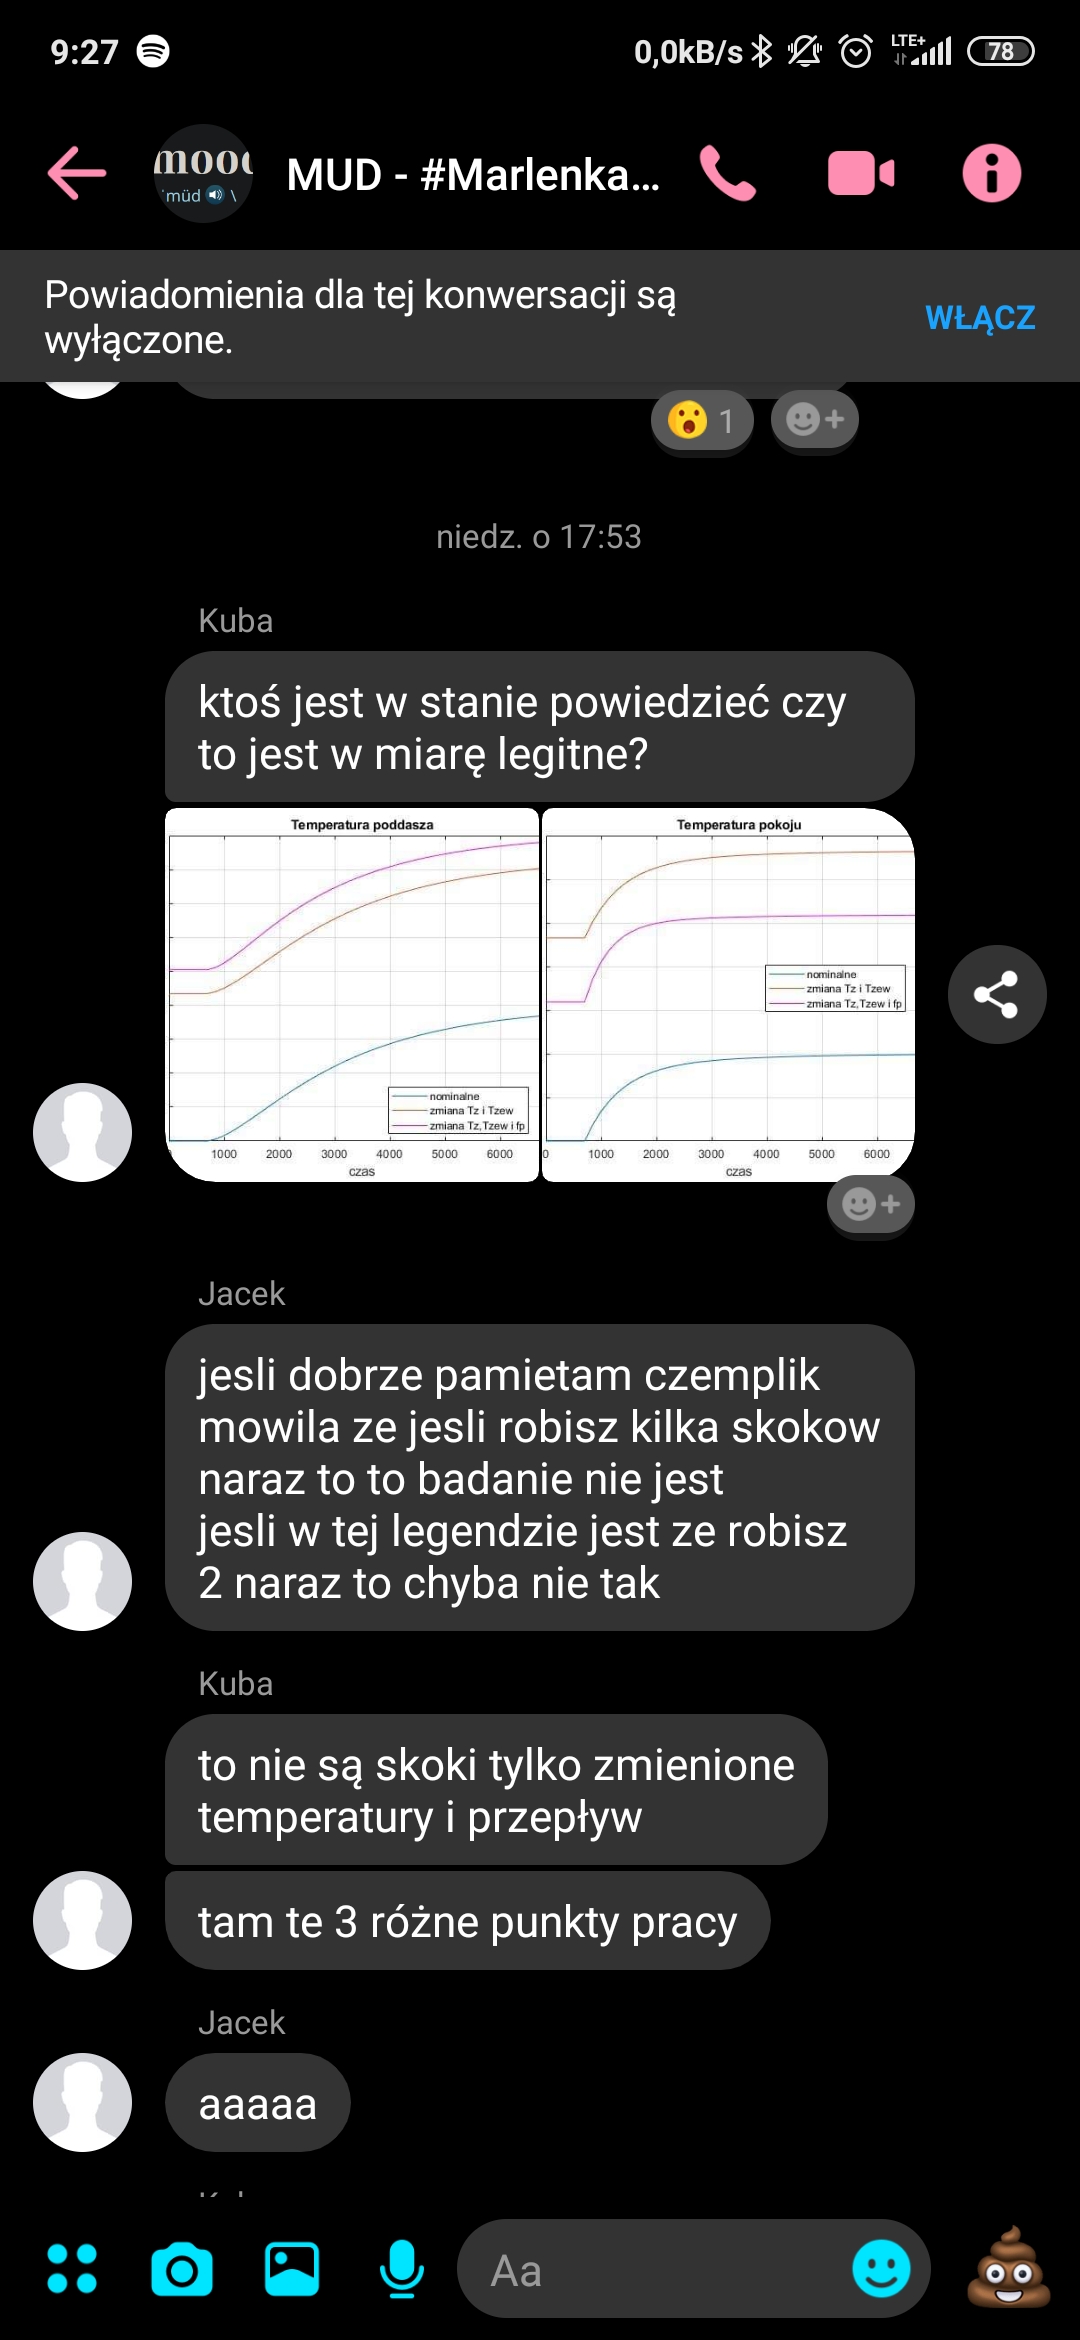 9:27
0,0kB/s
LTE+
78
mood
müd
\
MUD - #Marlenka...
Powiadomienia dla tej konwersacji są
wyłączone.
WŁĄCZ
1
niedz. o 17:53
Kuba
ktoś jest w stanie powiedzieć czy
to jest w miarę legitne?
Temperatura poddasza
nominalne
zmiana Tz i Tzew
zmiana Tz,Tzew i fp
1000 2000 3000 4000 5000 6000
czas
Temperatura pokoju
nominalne
zmiana Tz i Tzew
zmiana Tz,Tzew i fp
0 1000 2000 3000 4000 5000 6000
czas
Jacek
jesli dobrze pamietam czemplik
mowila ze jesli robisz kilka skokow
naraz to to badanie nie jest
jesli w tej legendzie jest ze robisz
2 naraz to chyba nie tak
Kuba
to nie są skoki tylko zmienione
temperatury i przepływ
tam te 3 różne punkty pracy
Jacek
aaaaa
Aa